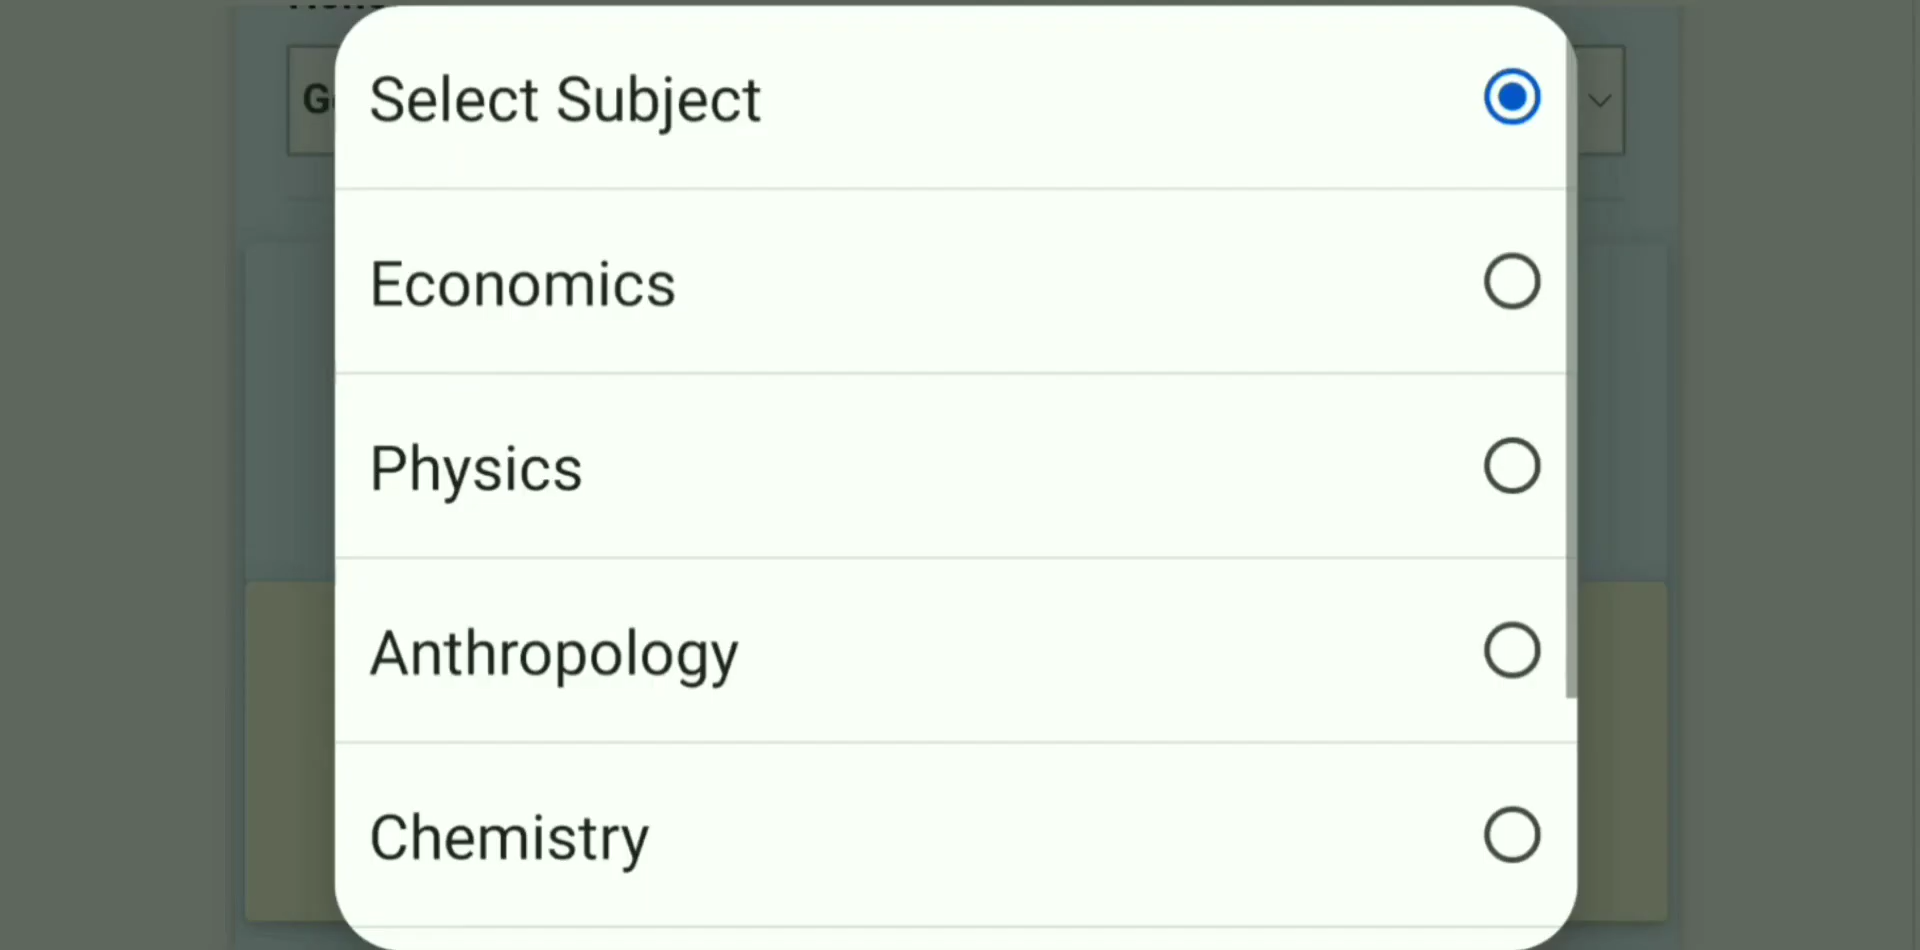 Select Subject
Economics
Physics
Anthropology
Chemistry